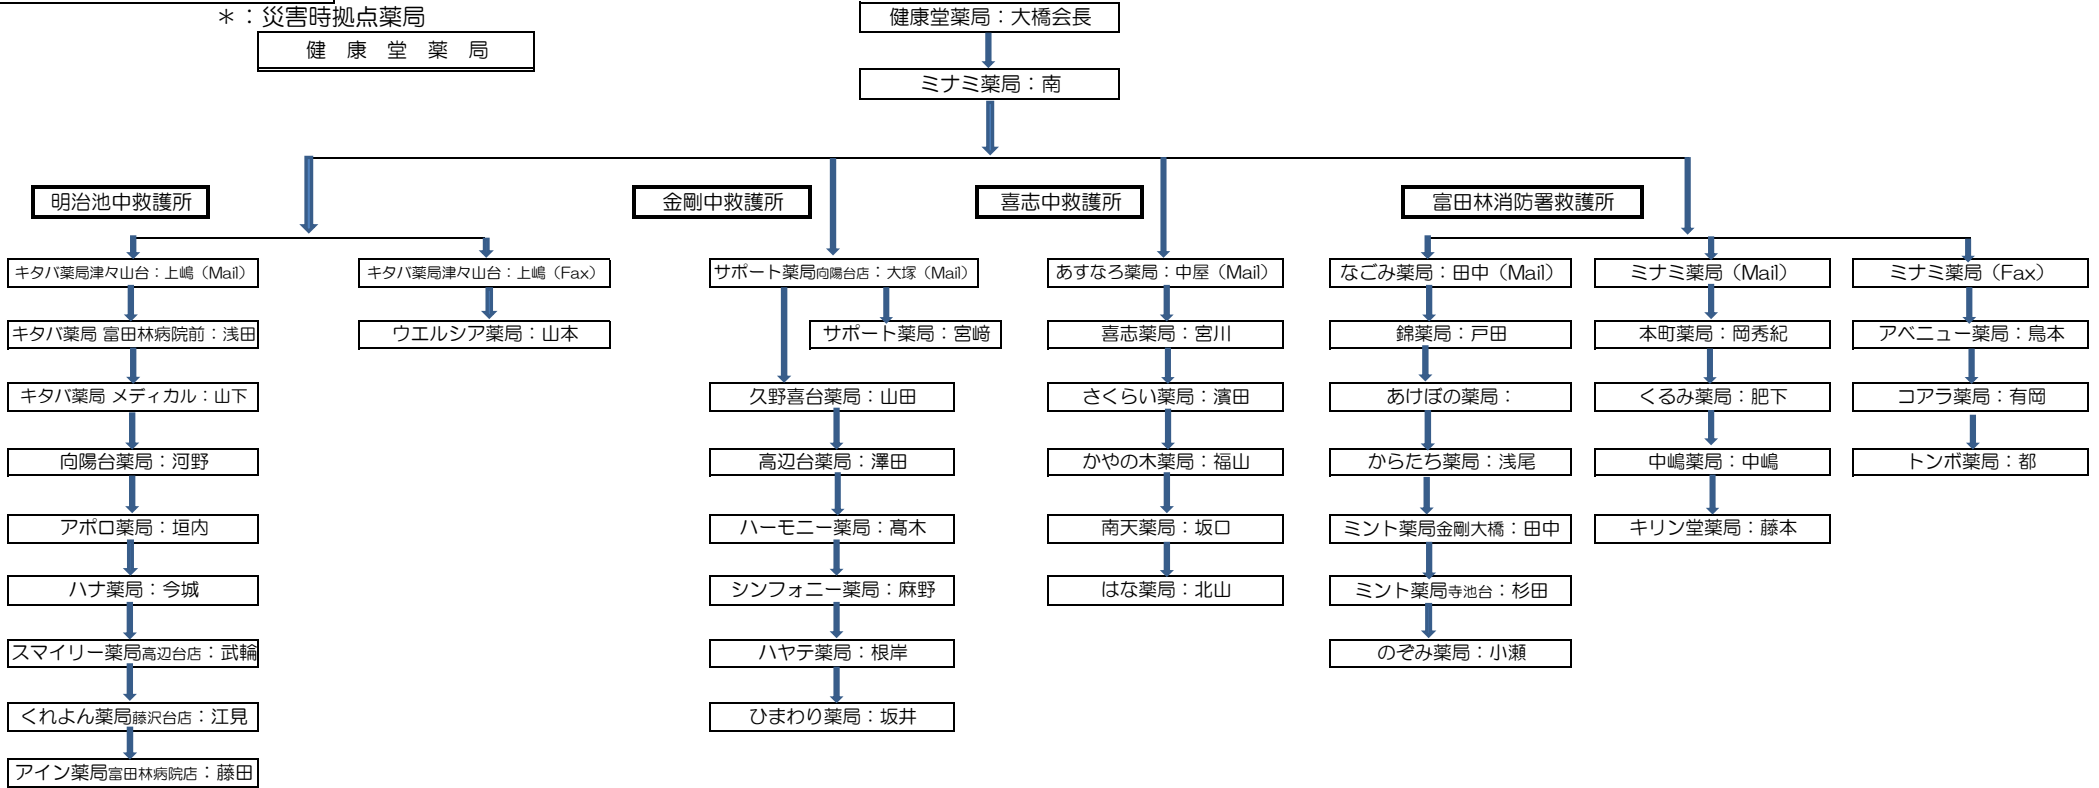 ＊：災害時拠点薬局
健康堂薬局
健康堂薬局：大橋会長
ミナミ薬局：南
明治池中救護所
金剛中救護所
喜志中救護所
富田林消防署救護所
キタバ薬局津々山台：上嶋（Mail）
キタバ薬局津々山台：上嶋（Fax）
サポート薬局向陽台店：大塚（Mail）
あすなろ薬局：中屋（Mail）
なごみ薬局：田中（Mail）
ミナミ薬局（Mail）
ミナミ薬局（Fax）
キタバ薬局 富田林病院前：浅田
ウエルシア薬局：山本
サポート薬局：宮﨑
喜志薬局：宮川
錦薬局：戸田
本町薬局：岡秀紀
アベニュー薬局：鳥本
キタバ薬局 メディカル：山下
久野喜台薬局：山田
さくらい薬局：濱田
あけぼの薬局：
くるみ薬局：肥下
コアラ薬局：有岡
向陽台薬局：河野
高辺台薬局：澤田
かやの木薬局：福山
からたち薬局：浅尾
中嶋薬局：中嶋
トンボ薬局：都
アポロ薬局：垣内
ハーモニー薬局：髙木
南天薬局：坂口
ミント薬局金剛大橋：田中
キリン堂薬局：藤本
ハナ薬局：今城
シンフォニー薬局：麻野
はな薬局：北山
ミント薬局寺池台：杉田
スマイリー薬局高辺台店：武輪
ハヤテ薬局：根岸
のぞみ薬局：小瀬
くれよん薬局藤沢台店：江見
ひまわり薬局：坂井
アイン薬局富田林病院店：藤田